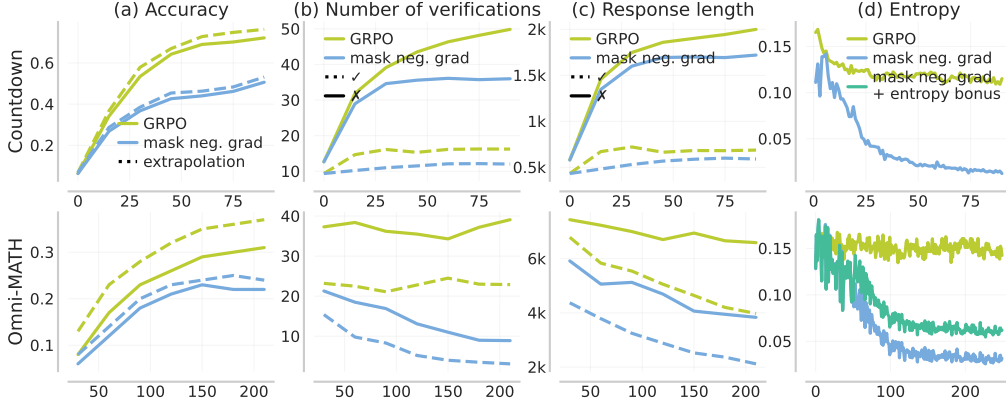 (a) Accuracy
(b) Number of verifications
(c) Response length
(d) Entropy
Countdown
0.6
0.4
0.2
GRPO
mask neg. grad
extrapolation
0 25 50 75
50
40
30
20
10
GRPO
mask neg. grad
✓
✗
0 25 50 75
2k
1.5k
1k
0.5k
GRPO
mask neg. grad
✓
✗
0 25 50 75
0.15
0.10
0.05
GRPO
mask neg. grad
mask neg. grad
+ entropy bonus
0 25 50 75
Omni-MATH
0.3
0.2
0.1
50 100 150 200
40
30
20
10
50 100 150 200
6k
4k
2k
50 100 150 200
0.15
0.10
0.05
0 100 200